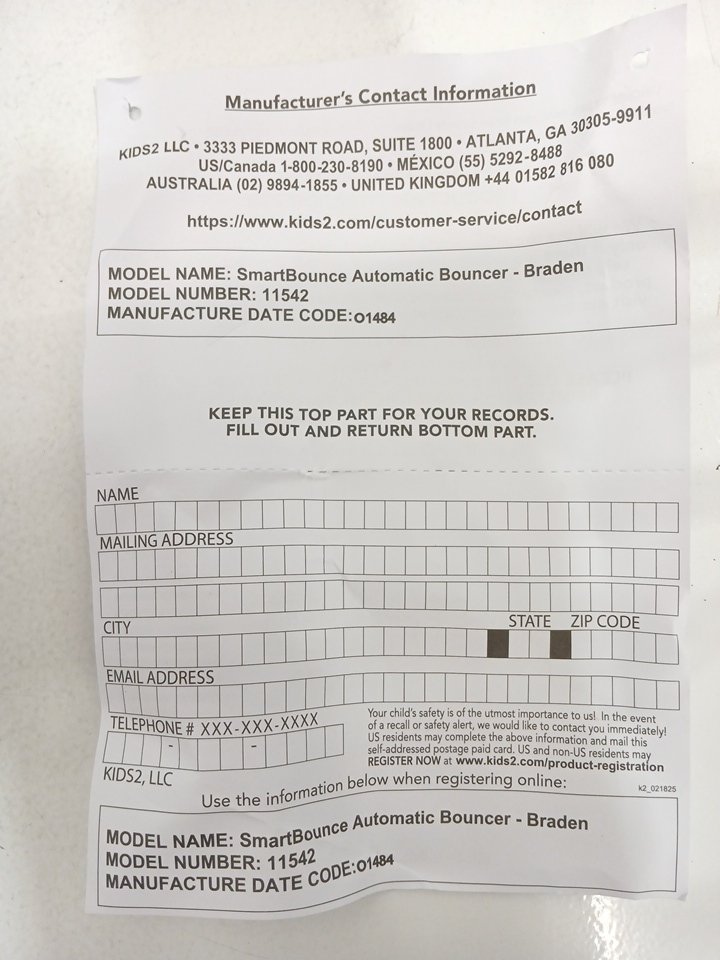 Manufacturer's Contact Information
KIDS2 LLC • 3333 PIEDMONT ROAD, SUITE 1800 • ATLANTA, GA 30305-9911
US/Canada 1-800-230-8190 • MÉXICO (55) 5292-8488
AUSTRALIA (02) 9894-1855 • UNITED KINGDOM +44 01582 816 080
https://www.kids2.com/customer-service/contact
MODEL NAME: SmartBounce Automatic Bouncer - Braden
MODEL NUMBER: 11542
MANUFACTURE DATE CODE:O1484
KEEP THIS TOP PART FOR YOUR RECORDS.
FILL OUT AND RETURN BOTTOM PART.
NAME
MAILING ADDRESS
CITY STATE ZIP CODE
EMAIL ADDRESS
TELEPHONE # XXX-XXX-XXXX
- -
KIDS2, LLC
Your child's safety is of the utmost importance to us! In the event
of a recall or safety alert, we would like to contact you immediately!
US residents may complete the above information and mail this
self-addressed postage paid card. US and non-US residents may
REGISTER NOW at www.kids2.com/product-registration
Use the information below when registering online:
k2_021825
MODEL NAME: SmartBounce Automatic Bouncer - Braden
MODEL NUMBER: 11542
MANUFACTURE DATE CODE:O1484